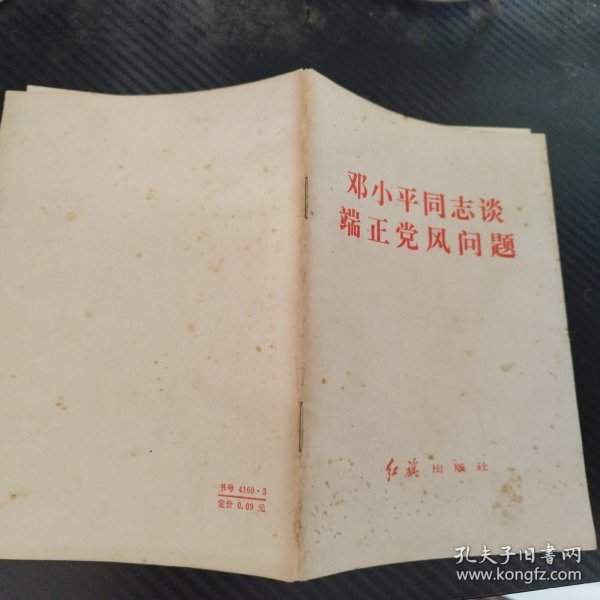 邓小平同志谈
端正党风问题
红旗出版社
书号 4160·3
定价 0.09 元
孔夫子旧书网
www.kongfz.com